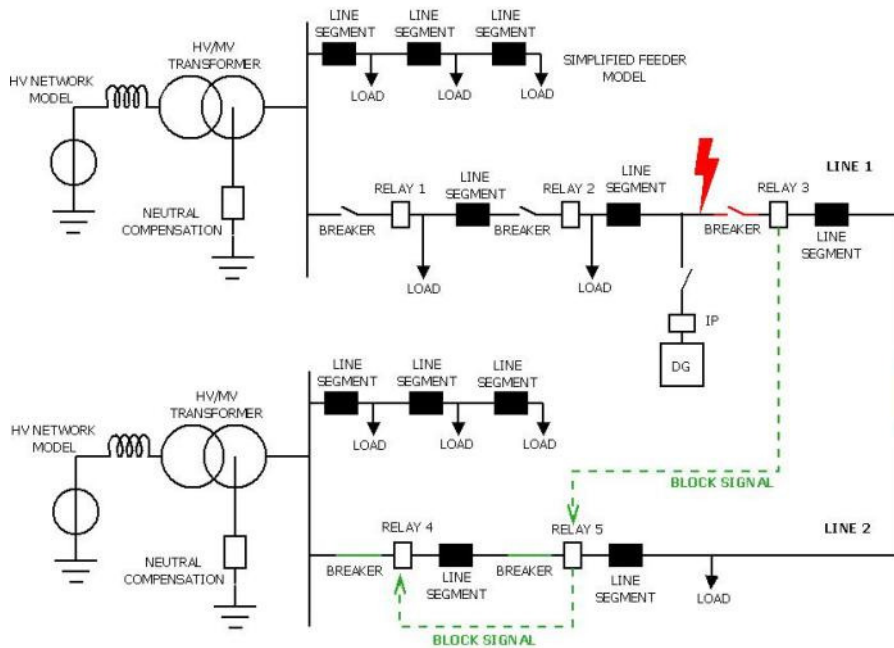 LINE
SEGMENT
LINE
SEGMENT
LINE
SEGMENT
HV/MV
TRANSFORMER
SIMPLIFIED FEEDER
MODEL
HV NETWORK
MODEL
LOAD
LOAD
LOAD
LINE 1
LINE
SEGMENT
LINE
SEGMENT
RELAY 1
RELAY 2
RELAY 3
NEUTRAL
COMPENSATION
BREAKER
BREAKER
BREAKER
LINE
SEGMENT
LOAD
LOAD
IP
DG
LINE
SEGMENT
LINE
SEGMENT
LINE
SEGMENT
HV/MV
TRANSFORMER
HV NETWORK
MODEL
LOAD
LOAD
LOAD
BLOCK SIGNAL
RELAY 4
RELAY 5
LINE 2
NEUTRAL
COMPENSATION
BREAKER
LINE
SEGMENT
BREAKER
LINE
SEGMENT
LOAD
BLOCK SIGNAL